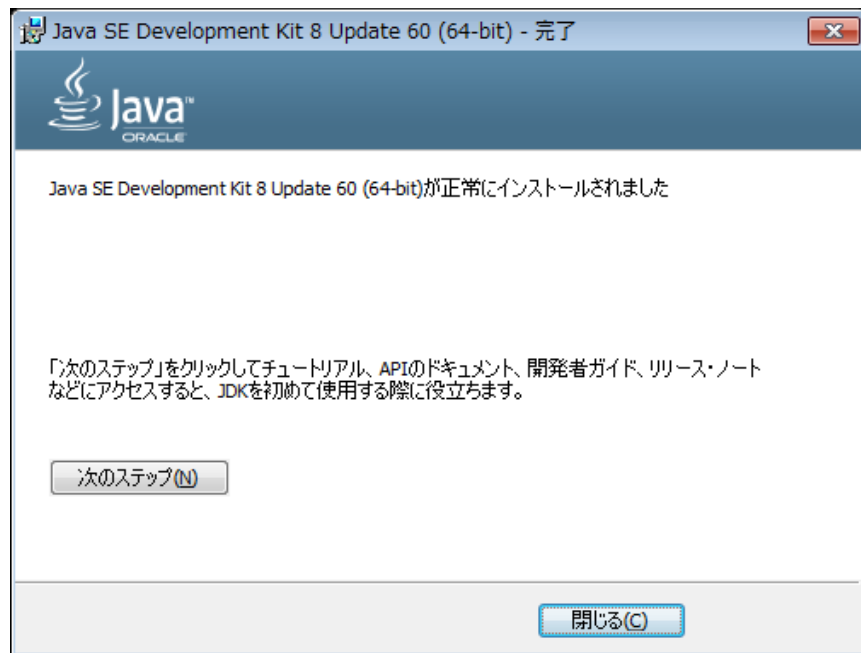 Java SE Development Kit 8 Update 60 (64-bit) - 完了
Java™
ORACLE
Java SE Development Kit 8 Update 60 (64-bit)が正常にインストールされました
「次のステップ」をクリックしてチュートリアル、APIのドキュメント、開発者ガイド、リリース・ノート
などにアクセスすると、JDKを初めて使用する際に役立ちます。
次のステップ(N)
閉じる(C)